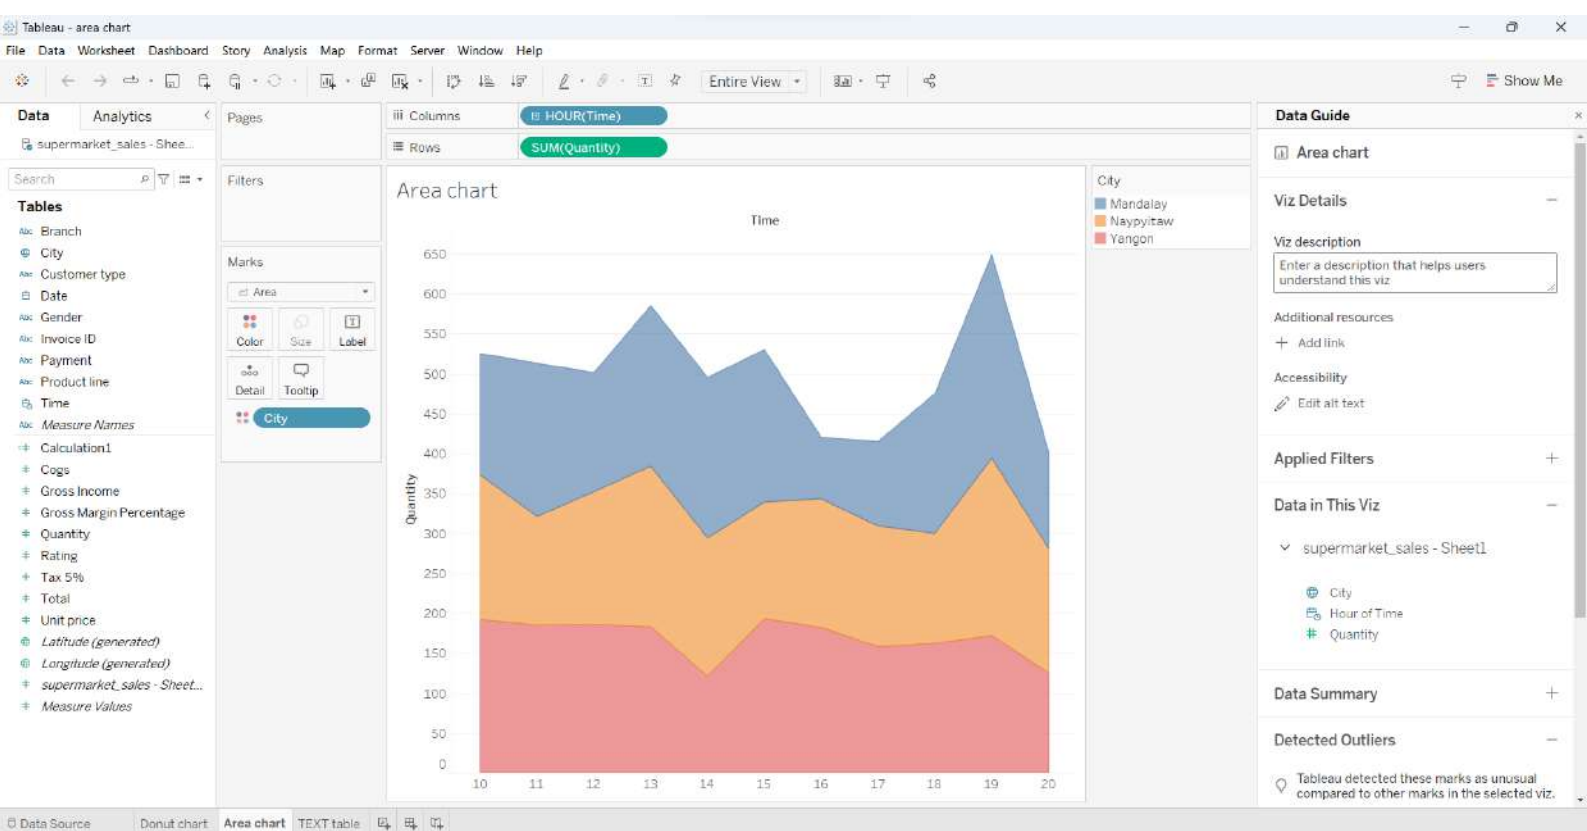 Tableau - area chart
File Data Worksheet Dashboard Story Analysis Map Format Server Window Help
Entire View
Show Me
Data Analytics
supermarket_sales - Shee...
Search
Tables
Abc Branch
City
Abc Customer type
Date
Abc Gender
Abc Invoice ID
Abc Payment
Abc Product line
Time
Abc Measure Names
Calculation1
Cogs
Gross Income
Gross Margin Percentage
Quantity
Rating
Tax 5%
Total
Unit price
Latitude (generated)
Longitude (generated)
supermarket_sales - Sheet...
Measure Values
Pages
Filters
Marks
Area
Color Size Label
Detail Tooltip
City
iii Columns HOUR(Time)
Rows SUM(Quantity)
Area chart
Time
Quantity
650
600
550
500
450
400
350
300
250
200
150
100
50
0
10 11 12 13 14 15 16 17 18 19 20
City
Mandalay
Naypyitaw
Yangon
Data Guide
Area chart
Viz Details
Viz description
Enter a description that helps users
understand this viz
Additional resources
+ Add link
Accessibility
Edit alt text
Applied Filters
Data in This Viz
supermarket_sales - Sheet1
City
Hour of Time
# Quantity
Data Summary
Detected Outliers
Tableau detected these marks as unusual
compared to other marks in the selected viz.
Data Source Donut chart Area chart TEXT table